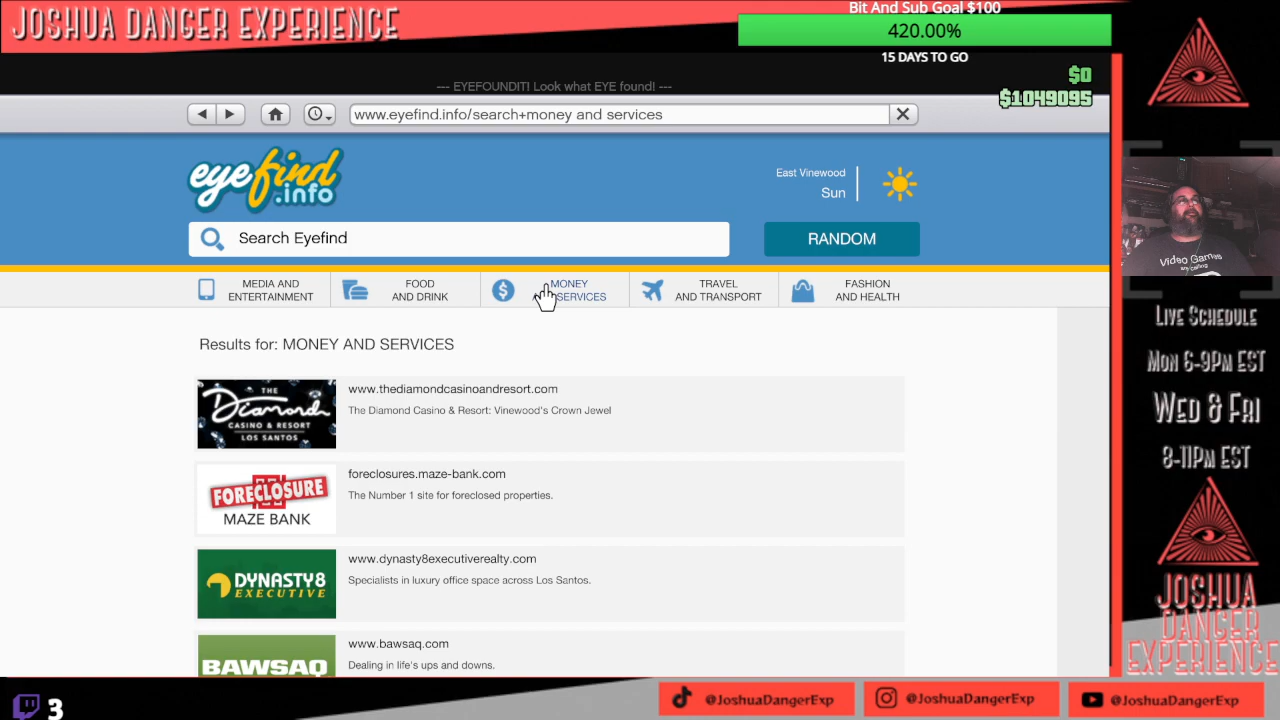 JOSHUA DANGER EXPERIENCE
Bit And Sub Goal $100
420.00%
15 DAYS TO GO
--- EYEFOUNDIT! Look what EYE found! ---
$0
$1049095
www.eyefind.info/search+money and services
eyefind
.info
East Vinewood
Sun
Search Eyefind
RANDOM
MEDIA AND
ENTERTAINMENT
FOOD
AND DRINK
MONEY
SERVICES
TRAVEL
AND TRANSPORT
FASHION
AND HEALTH
Results for: MONEY AND SERVICES
THE
Diamond
CASINO & RESORT
LOS SANTOS
www.thediamondcasinoandresort.com
The Diamond Casino & Resort: Vinewood's Crown Jewel
FORECLOSURE
MAZE BANK
foreclosures.maze-bank.com
The Number 1 site for foreclosed properties.
DYNASTY8
EXECUTIVE
www.dynasty8executiverealty.com
Specialists in luxury office space across Los Santos.
BAWSAQ
www.bawsaq.com
Dealing in life's ups and downs.
Video Games
Live Schedule
Mon 6-9Pm EST
Wed & Fri
8-11Pm EST
JOSHUA
DANGER
EXPERIENCE
3
@JoshuaDangerExp
@JoshuaDangerExp
@JoshuaDangerExp